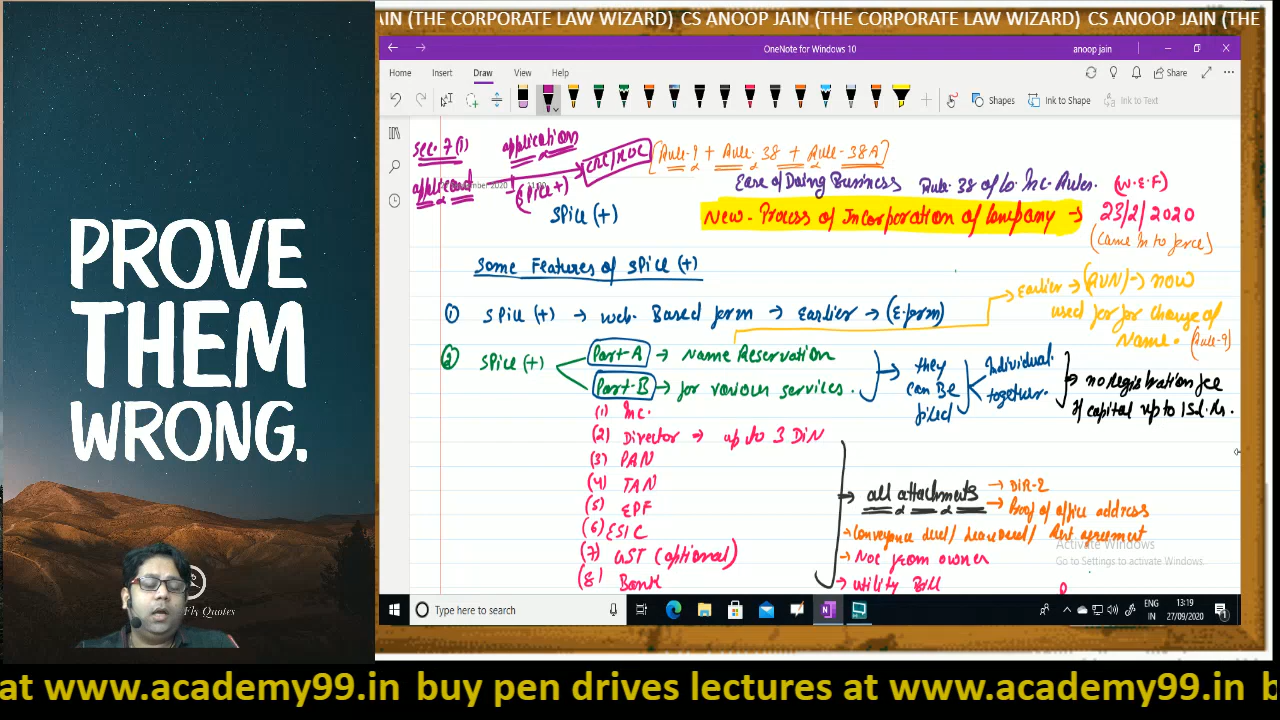 AIN (THE CORPORATE LAW WIZARD) CS ANOOP JAIN (THE CORPORATE LAW WIZARD) CS ANOOP JAIN (THE
OneNote for Windows 10
anoop jain
Home Insert Draw View Help
Share
Shapes Ink to Shape Ink to Text
Sec. 7(1)
application
CRC/ROC
[Rule-9 + Rule-38 + Rule-38A]
applicant
(SPice+)
2020
Ease of Doing Business Rule 38 of Co. Inc. Rules. (W.E.F)
SPice (+)
New Process of Incorporation of Company → 23/2/2020
(Came in to force)
Some Features of SPice (+)
① SPice (+) → web-Based form → Earlier → (E-form)
Earlier → (RUN) → now
used for for change of
Name. (Rule-9)
② SPice (+)
Part-A → Name Reservation
Part-B → for various services.
they
can Be
filed
Individual
together.
no Registration fee
if capital up to 15L Rs.
(1) Inc.
(2) Director → up to 3 DIN
(3) PAN
(4) TAN
(5) EPF
(6) ESIC
(7) GST (optional)
(8) Bank
→ all attachments → DIR-2
→ Proof of office address
Conveyance deed/ Lease deed/ Rent agreement
→ Noc from owner
→ utility Bill
Activate Windows
Go to Settings to activate Windows.
PROVE
THEM
WRONG.
Fly Quotes
Type here to search
ENG
IN
13:19
27/09/2020
at www.academy99.in buy pen drives lectures at www.academy99.in b